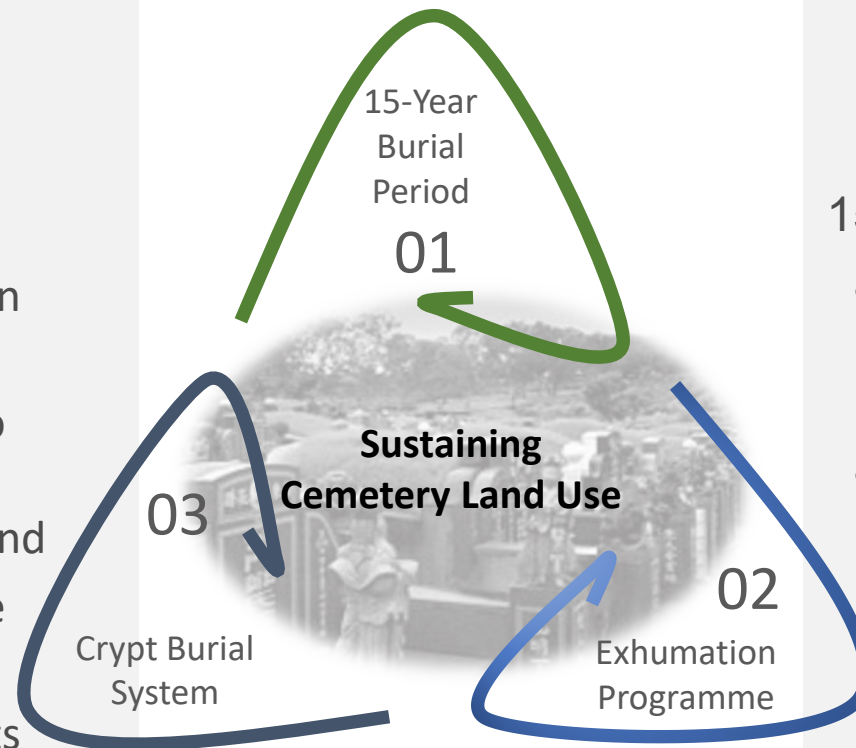 15-Year
Burial
Period
01
Sustaining
Cemetery Land Use
03
02
Crypt Burial
System
Exhumation
Programme